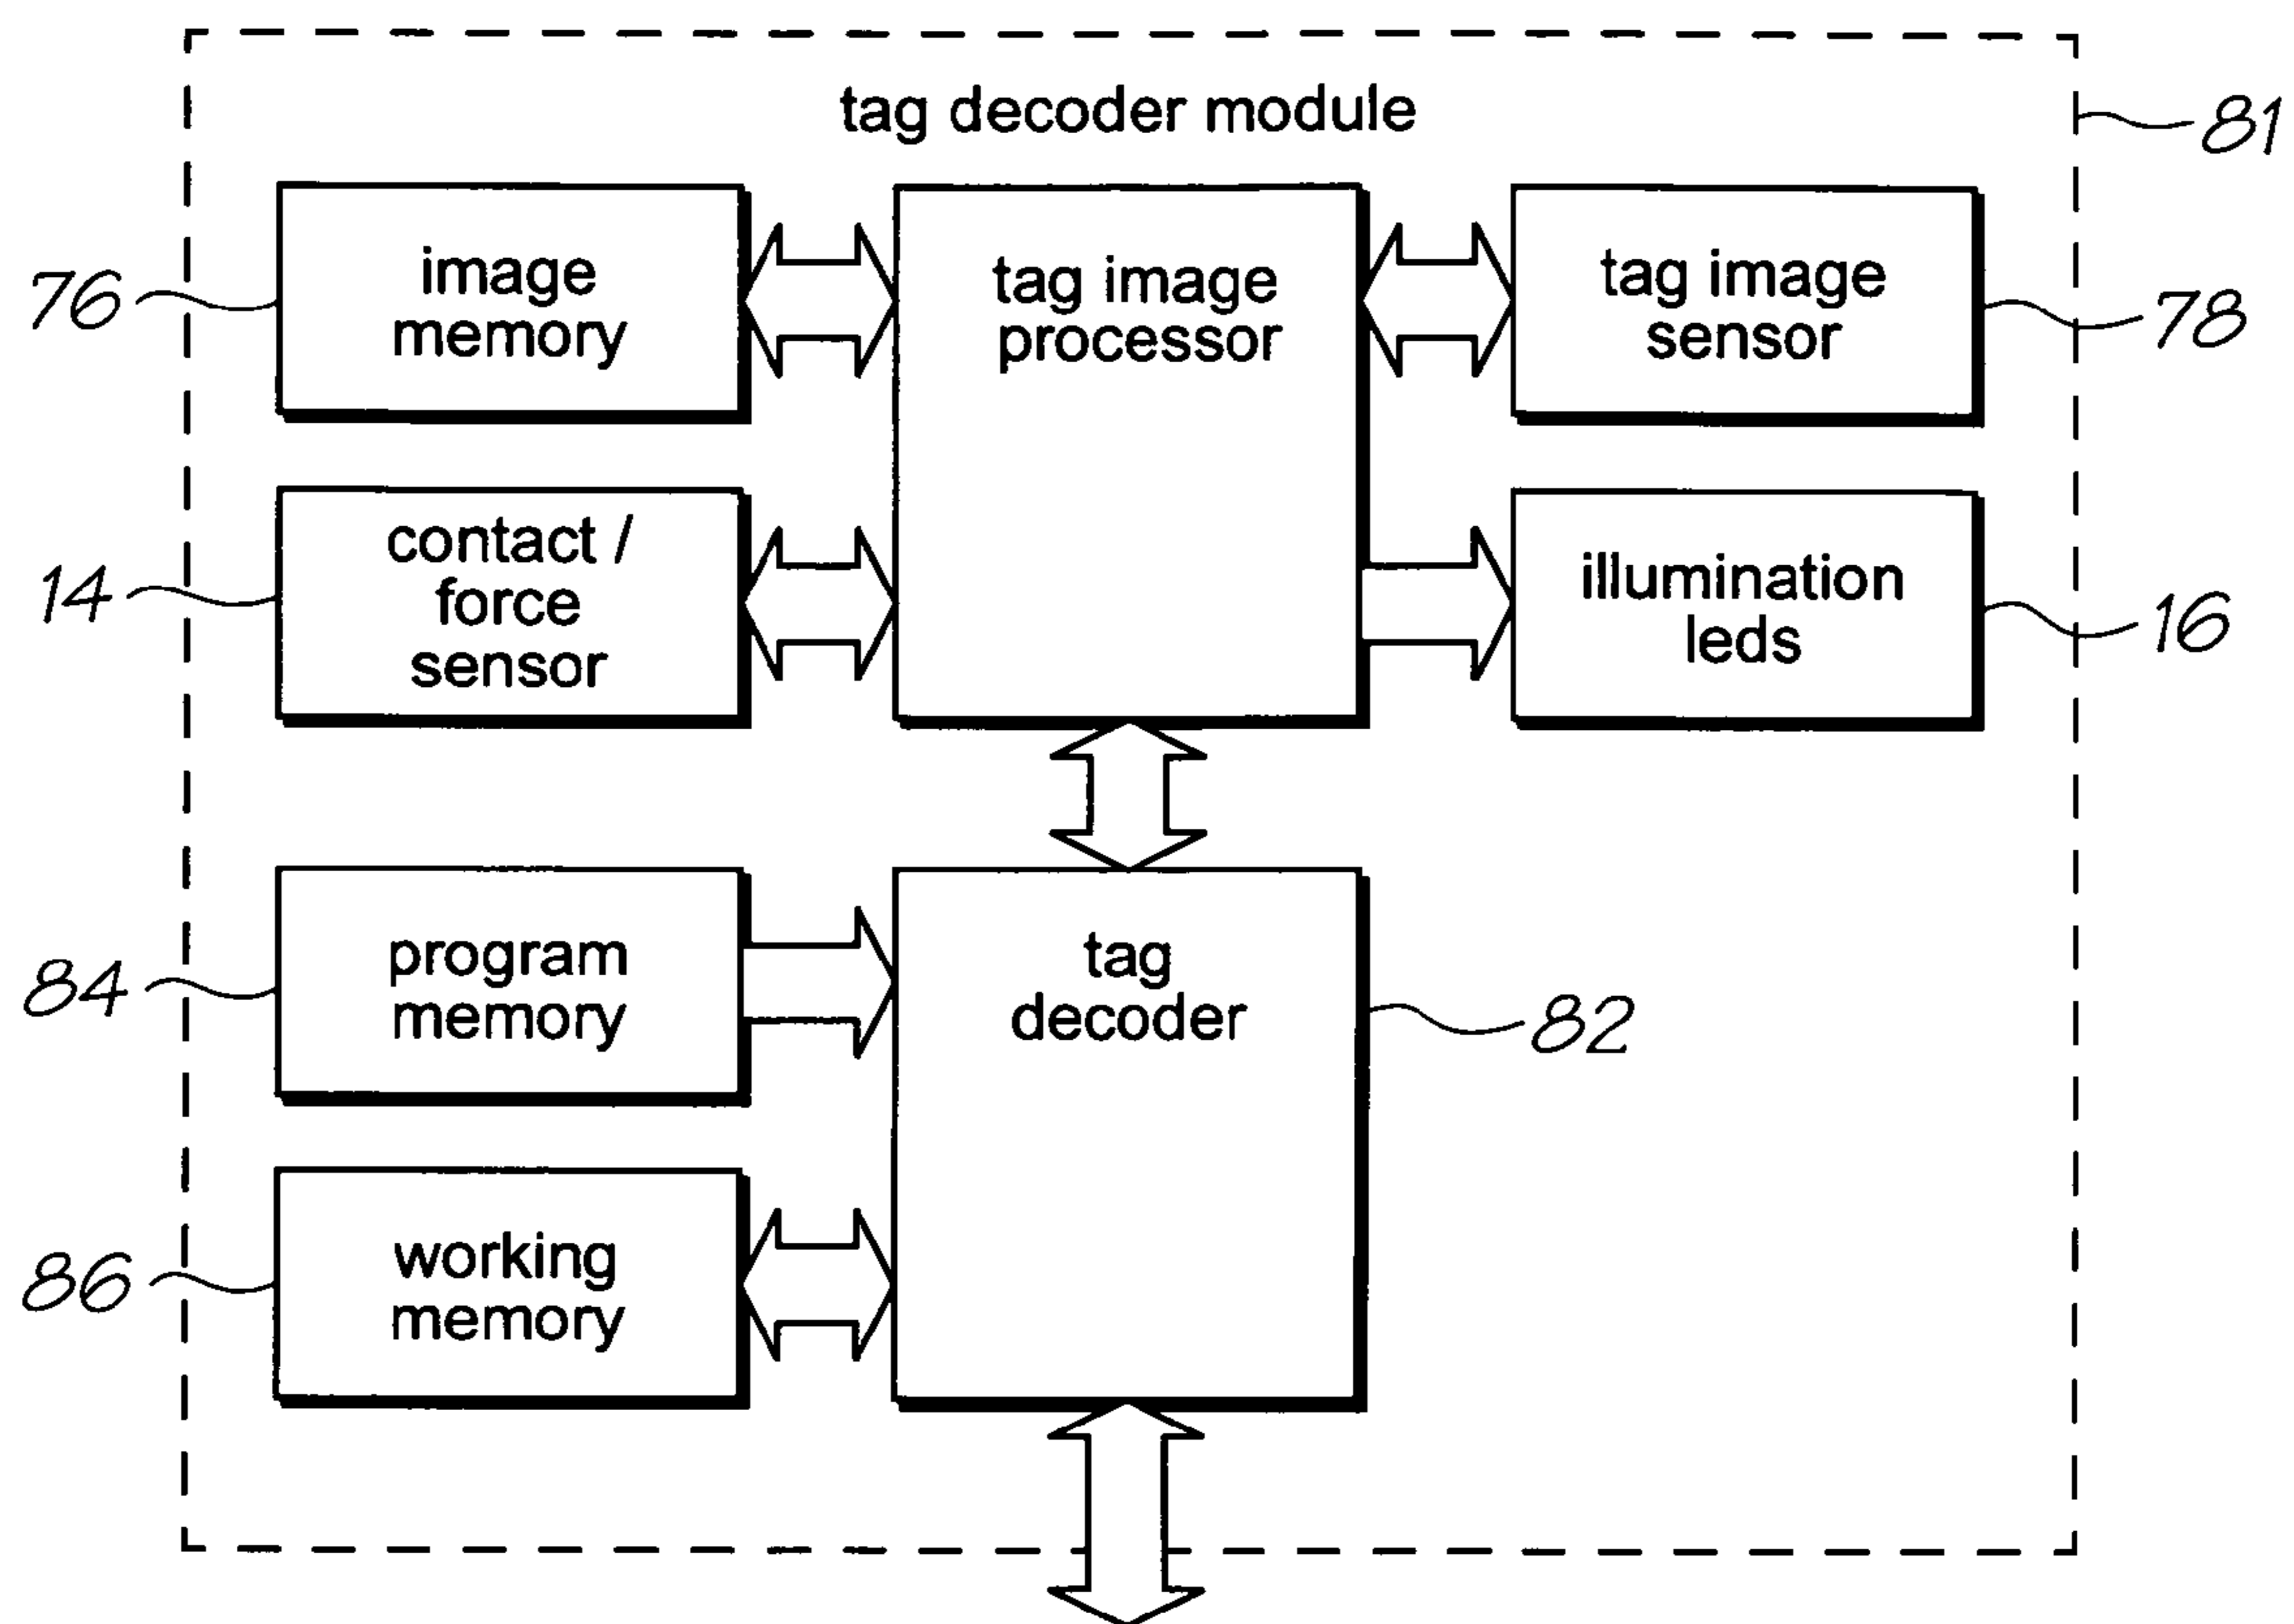 tag decoder module
81
image
memory
76
tag image
processor
tag image
sensor
78
contact /
force
sensor
14
illumination
leds
16
program
memory
84
tag
decoder
82
working
memory
86